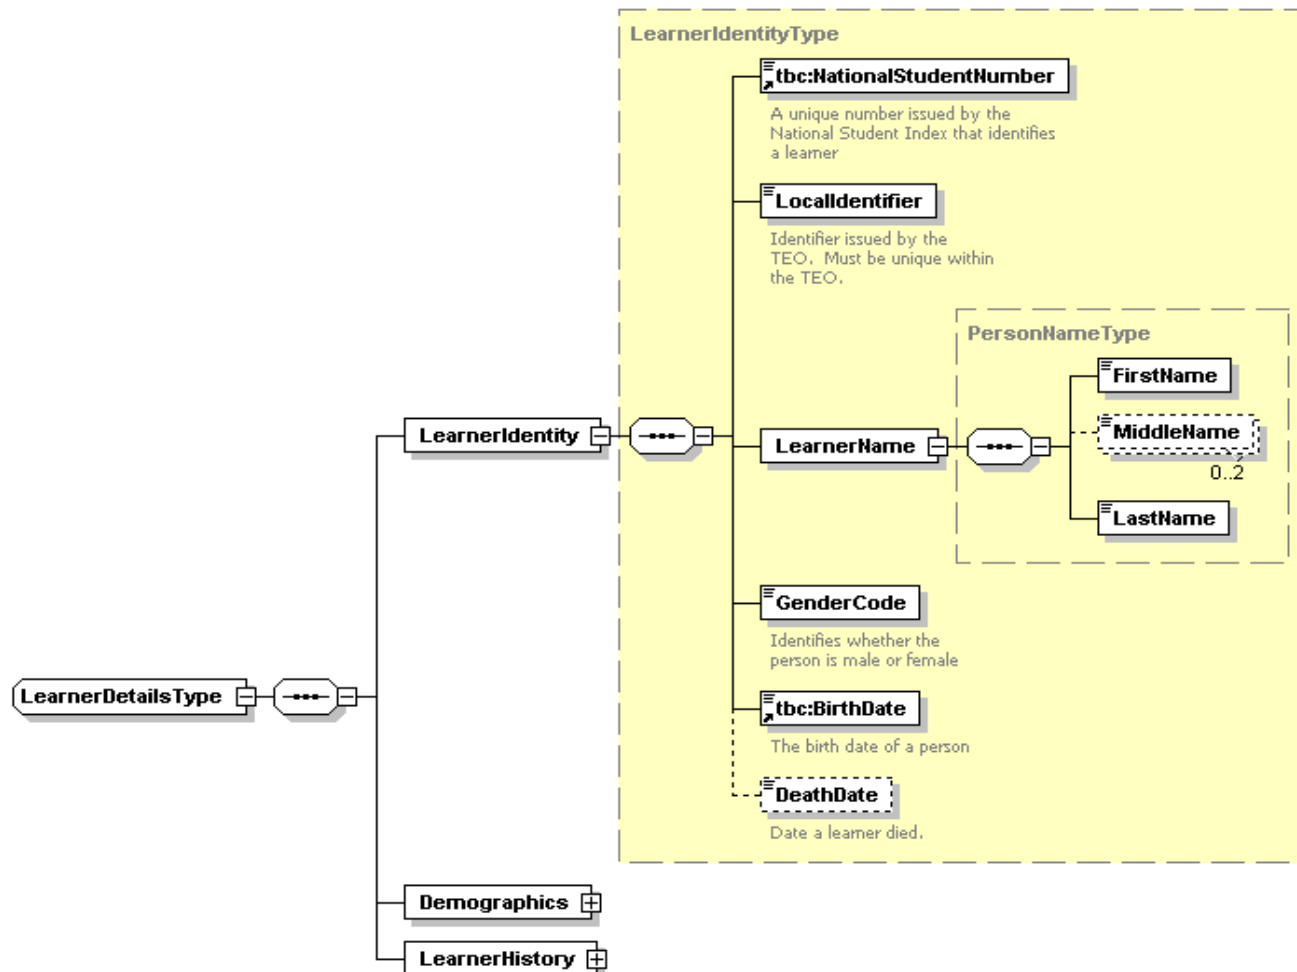 LearnerIdentityType
tbc:NationalStudentNumber
A unique number issued by the
National Student Index that identifies
a learner
LocalIdentifier
Identifier issued by the
TEO.  Must be unique within
the TEO.
PersonNameType
FirstName
LearnerIdentity
LearnerName
MiddleName
0..2
LastName
GenderCode
Identifies whether the
person is male or female
LearnerDetailsType
tbc:BirthDate
The birth date of a person
DeathDate
Date a learner died.
Demographics
LearnerHistory